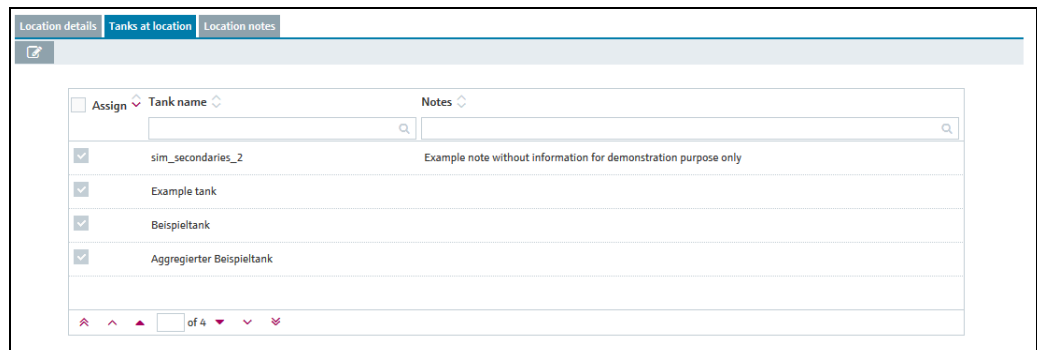 Location details Tanks at location Location notes
Assign Tank name Notes
sim_secondaries_2 Example note without information for demonstration purpose only
Example tank
Beispieltank
Aggregierter Beispieltank
of 4